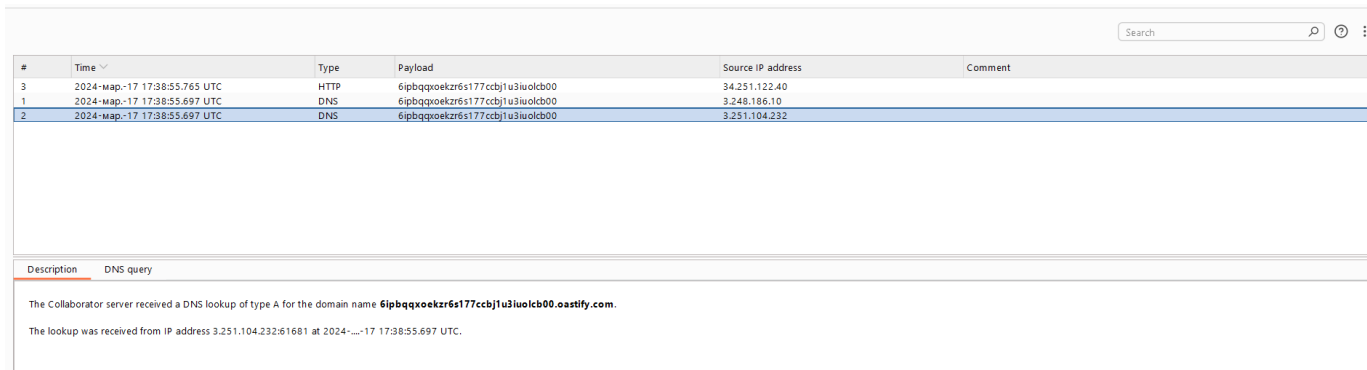 Search
# Time Type Payload Source IP address Comment
3 2024-мар.-17 17:38:55.765 UTC HTTP 6ipbqqxoekzr6s177ccbj1u3iuolcb00 34.251.122.40
1 2024-мар.-17 17:38:55.697 UTC DNS 6ipbqqxoekzr6s177ccbj1u3iuolcb00 3.248.186.10
2 2024-мар.-17 17:38:55.697 UTC DNS 6ipbqqxoekzr6s177ccbj1u3iuolcb00 3.251.104.232
Description DNS query
The Collaborator server received a DNS lookup of type A for the domain name 6ipbqqxoekzr6s177ccbj1u3iuolcb00.oastify.com.
The lookup was received from IP address 3.251.104.232:61681 at 2024-....-17 17:38:55.697 UTC.